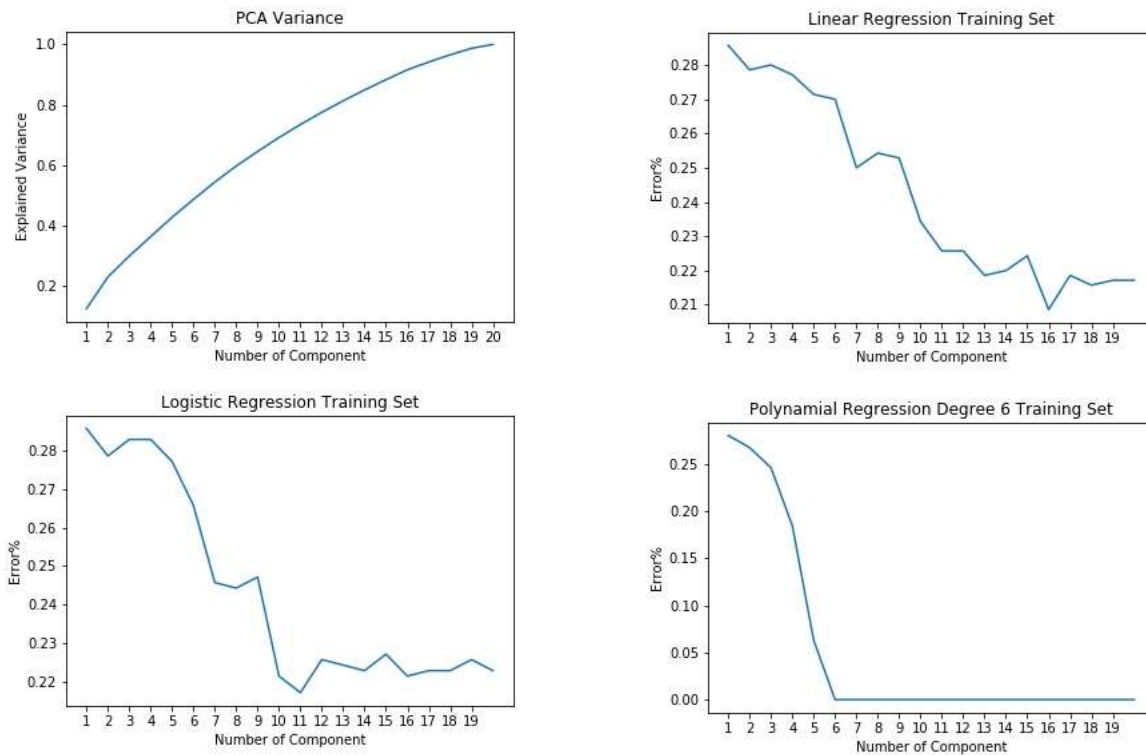 PCA Variance
Explained Variance
1.0
0.8
0.6
0.4
0.2
1 2 3 4 5 6 7 8 9 10 11 12 13 14 15 16 17 18 19 20
Number of Component
Linear Regression Training Set
Error%
0.28
0.27
0.26
0.25
0.24
0.23
0.22
0.21
1 2 3 4 5 6 7 8 9 10 11 12 13 14 15 16 17 18 19
Number of Component
Logistic Regression Training Set
Error%
0.28
0.27
0.26
0.25
0.24
0.23
0.22
1 2 3 4 5 6 7 8 9 10 11 12 13 14 15 16 17 18 19
Number of Component
Polynamial Regression Degree 6 Training Set
Error%
0.25
0.20
0.15
0.10
0.05
0.00
1 2 3 4 5 6 7 8 9 10 11 12 13 14 15 16 17 18 19
Number of Component